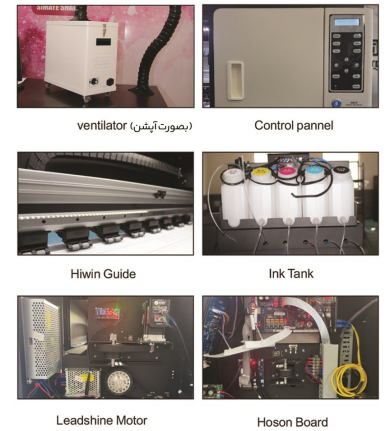 ventilator (بصورت آپشن)
Control pannel
Hiwin Guide
Ink Tank
Leadshine Motor
Hoson Board